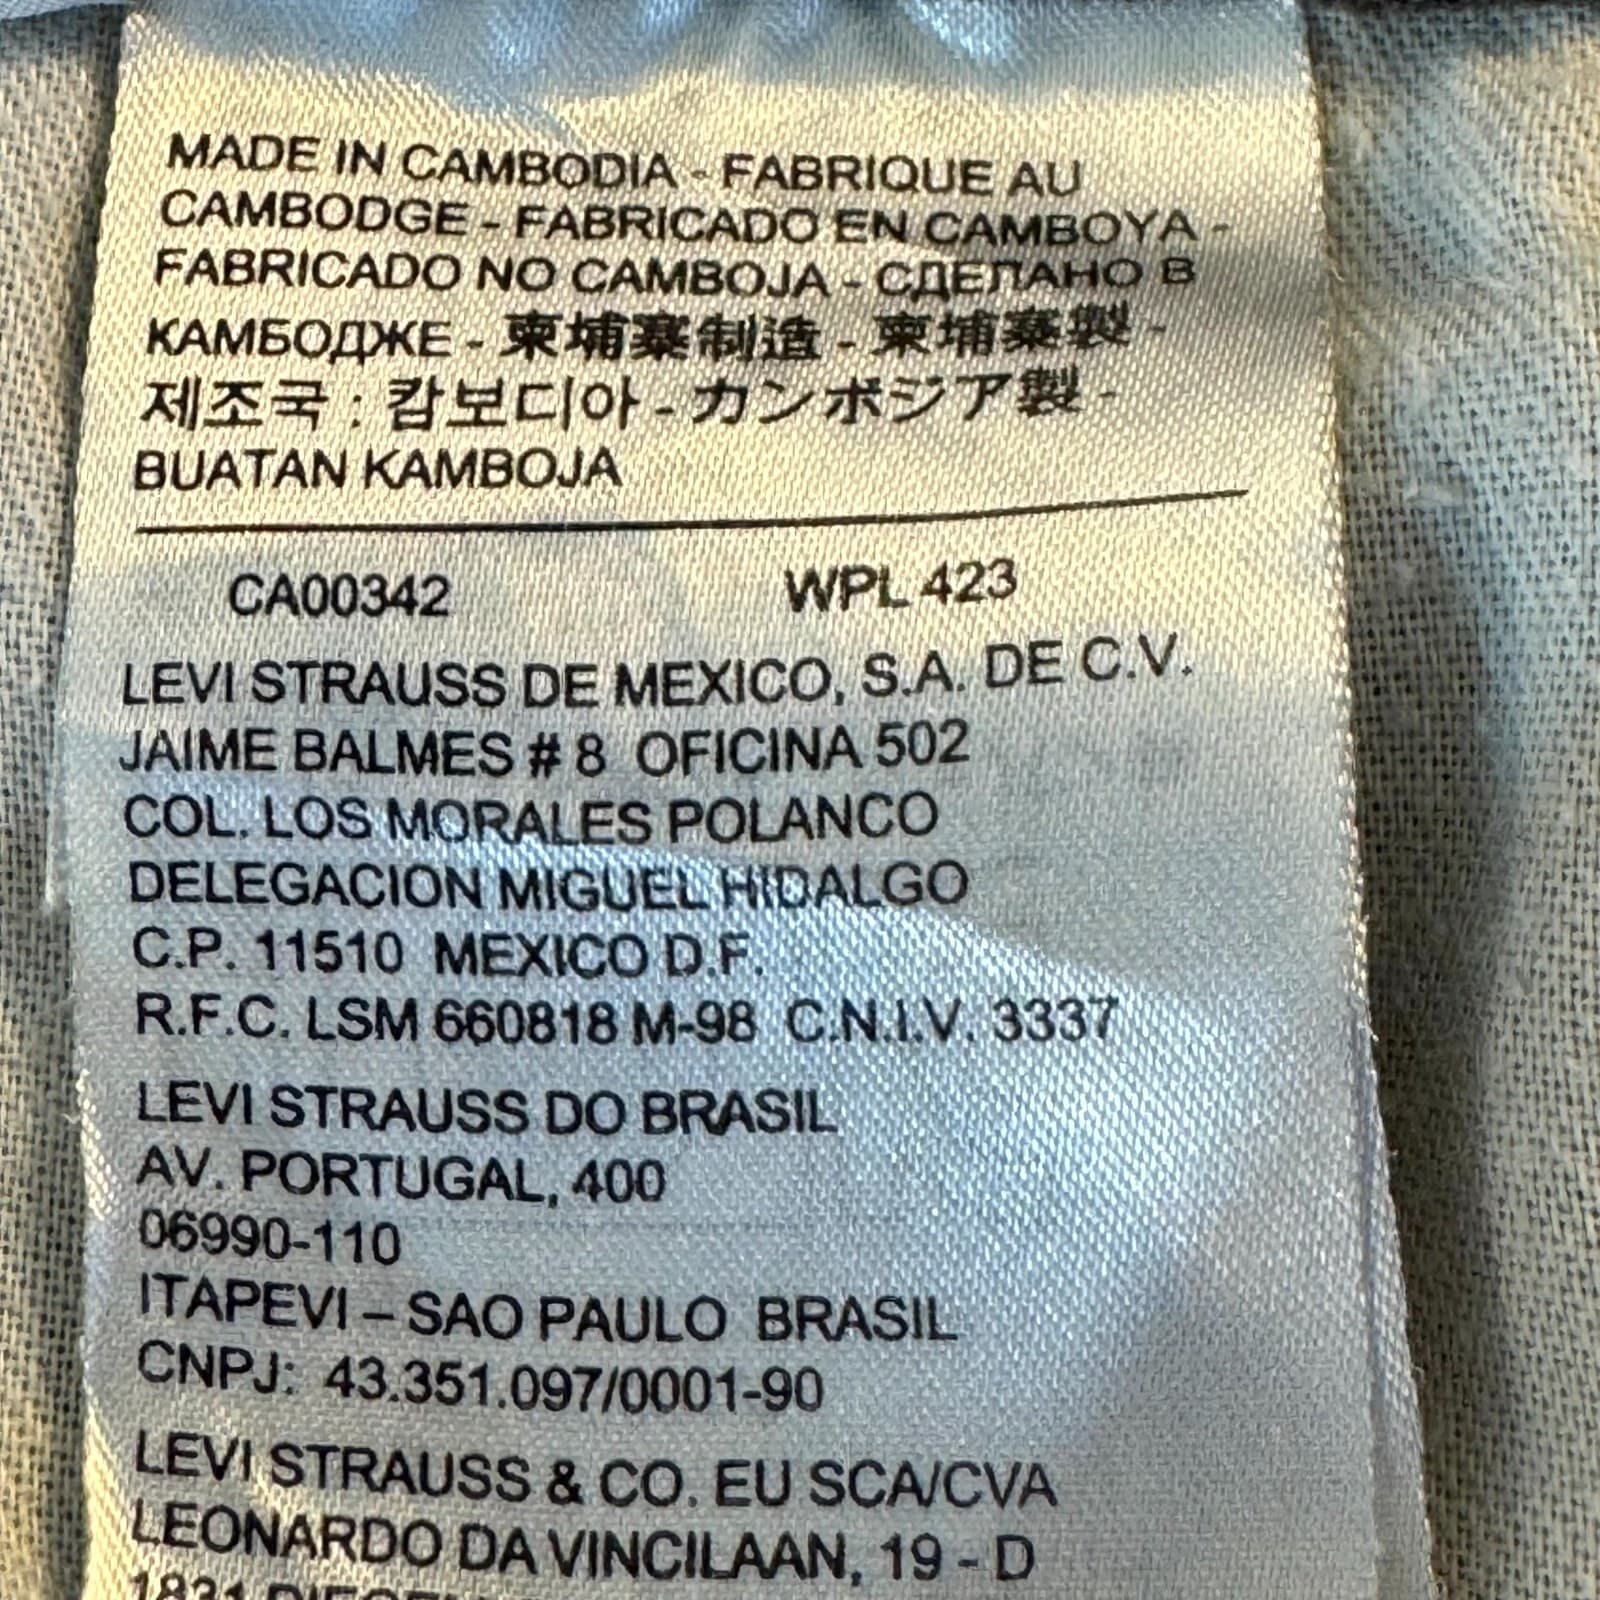 MADE IN CAMBODIA - FABRIQUE AU
CAMBODGE - FABRICADO EN CAMBOYA -
FABRICADO NO CAMBOJA - СДЕЛАНО В
КАМБОДЖЕ - 柬埔寨制造 - 柬埔寨製 -
제조국 : 캄보디아 - カンボジア製 -
BUATAN KAMBOJA
CA00342 WPL 423
LEVI STRAUSS DE MEXICO, S.A. DE C.V.
JAIME BALMES # 8 OFICINA 502
COL. LOS MORALES POLANCO
DELEGACION MIGUEL HIDALGO
C.P. 11510 MEXICO D.F.
R.F.C. LSM 660818 M-98 C.N.I.V. 3337
LEVI STRAUSS DO BRASIL
AV. PORTUGAL, 400
06990-110
ITAPEVI – SAO PAULO BRASIL
CNPJ: 43.351.097/0001-90
LEVI STRAUSS & CO. EU SCA/CVA
LEONARDO DA VINCILAAN, 19 - D
1831